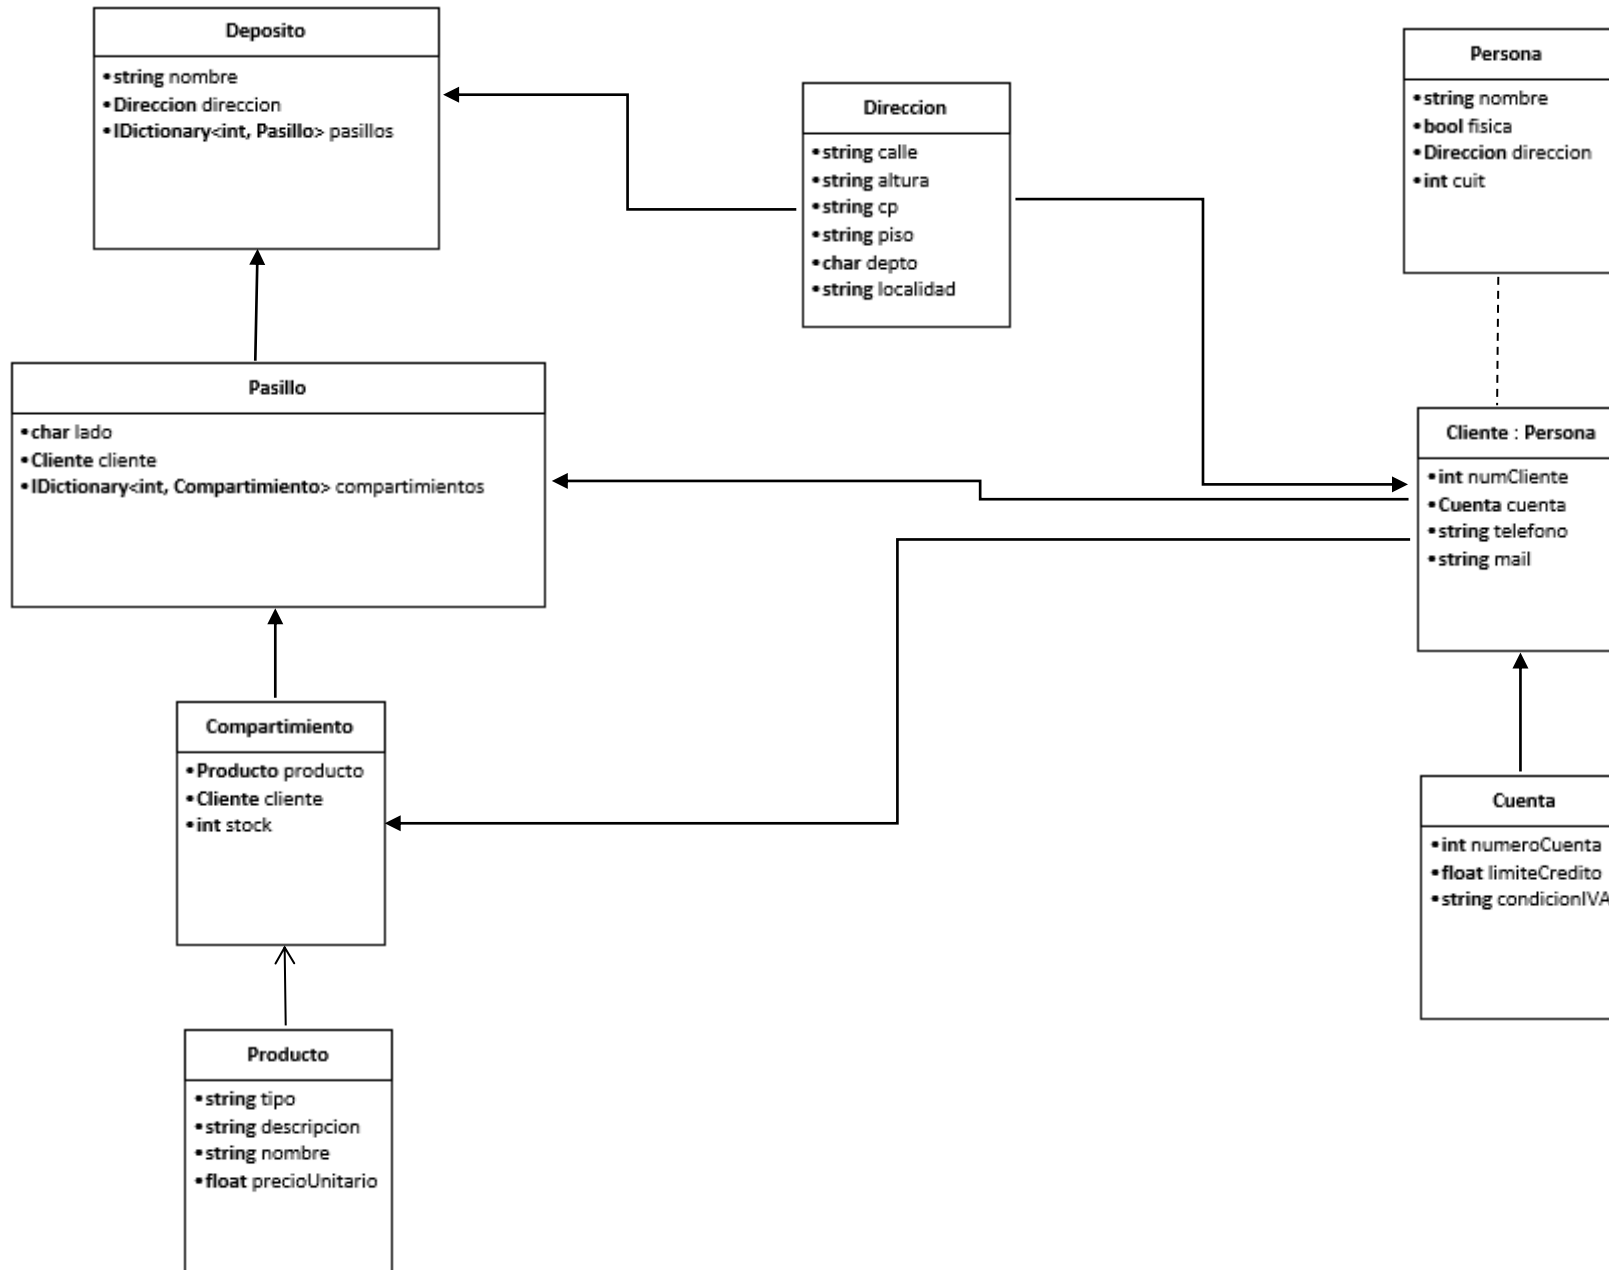 Deposito
•string nombre
•Direccion direccion
•IDictionary<int, Pasillo> pasillos
Direccion
•string calle
•string altura
•string cp
•string piso
•char depto
•string localidad
Persona
•string nombre
•bool fisica
•Direccion direccion
•int cuit
Pasillo
•char lado
•Cliente cliente
•IDictionary<int, Compartimiento> compartimientos
Cliente : Persona
•int numCliente
•Cuenta cuenta
•string telefono
•string mail
Compartimiento
•Producto producto
•Cliente cliente
•int stock
Cuenta
•int numeroCuenta
•float limiteCredito
•string condicionIVA
Producto
•string tipo
•string descripcion
•string nombre
•float precioUnitario